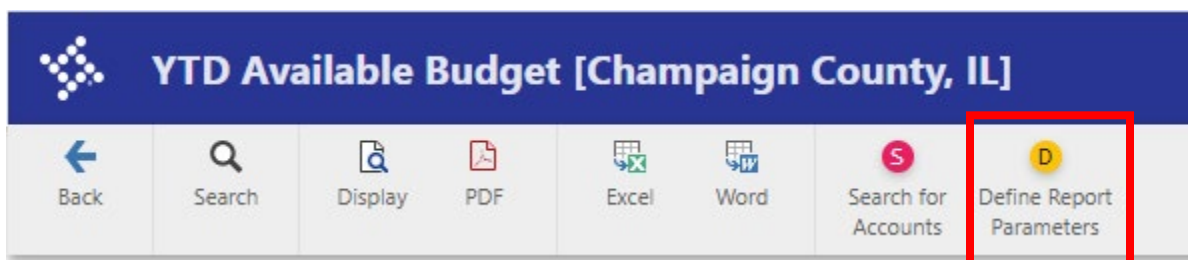 YTD Available Budget [Champaign County, IL]
Back
Search
Display
PDF
Excel
Word
S
Search for
Accounts
D
Define Report
Parameters